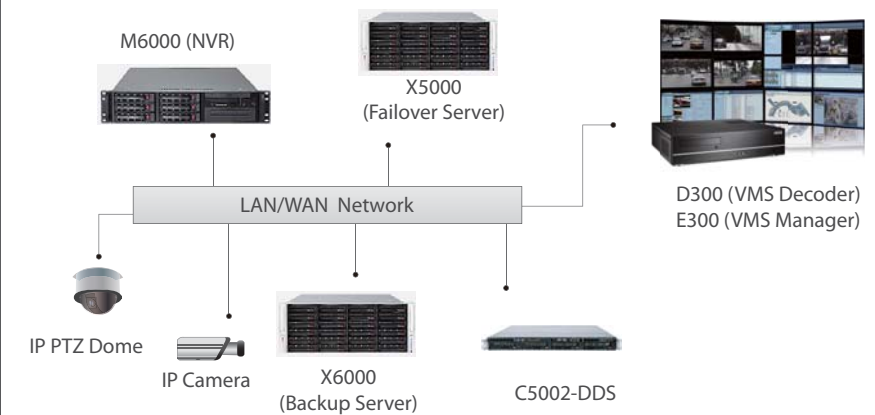 M6000 (NVR)
X5000
(Failover Server)
D300 (VMS Decoder)
E300 (VMS Manager)
LAN/WAN Network
IP PTZ Dome
IP Camera
X6000
(Backup Server)
C5002-DDS